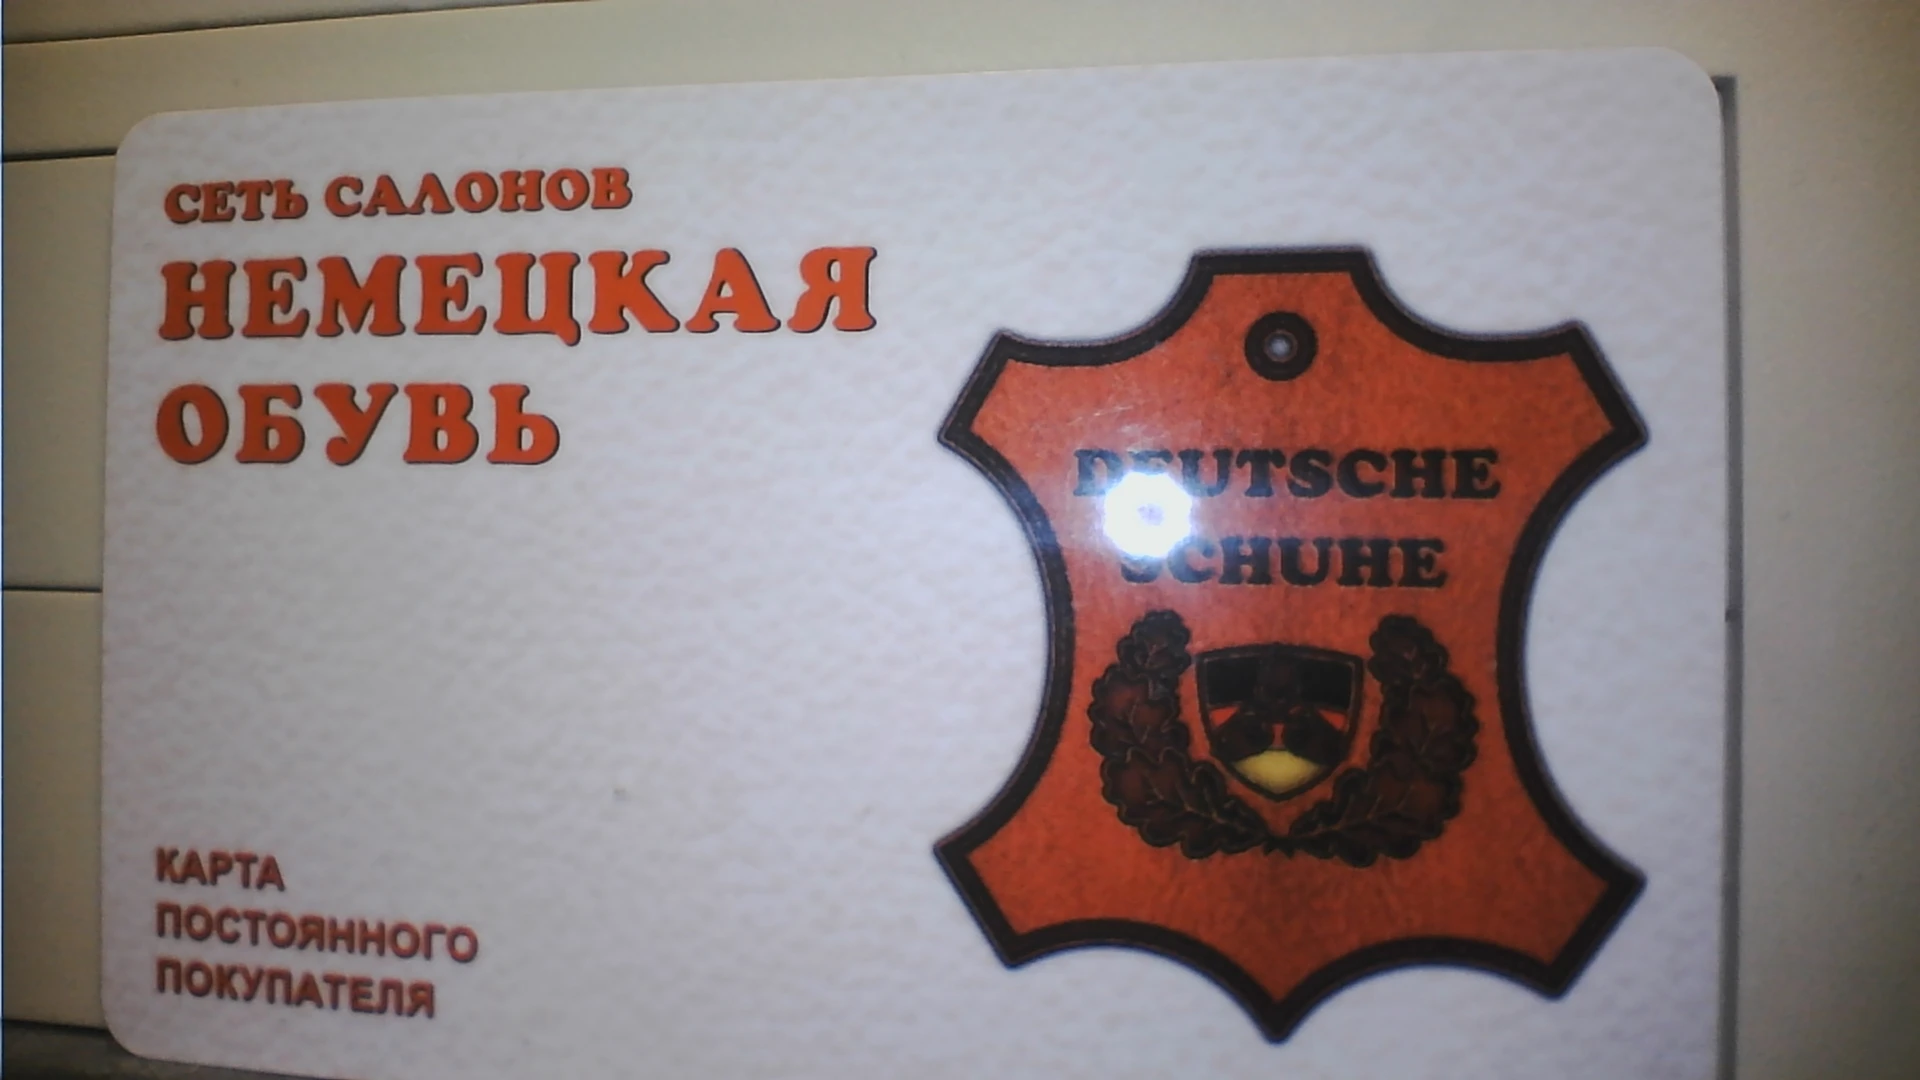 СЕТЬ САЛОНОВ
НЕМЕЦКАЯ
ОБУВЬ
DEUTSCHE
SCHUHE
КАРТА
ПОСТОЯННОГО
ПОКУПАТЕЛЯ